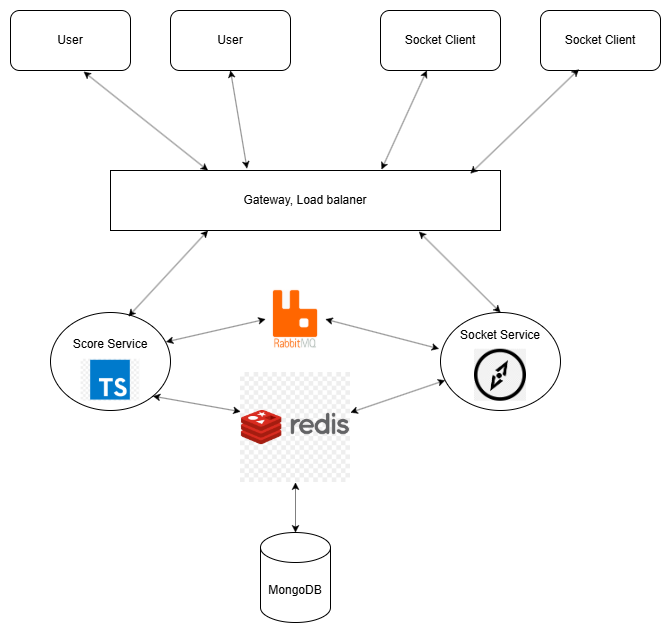 User
User
Socket Client
Socket Client
Gateway, Load balaner
Score Service
TS
RabbitMQ
Socket Service
redis
MongoDB